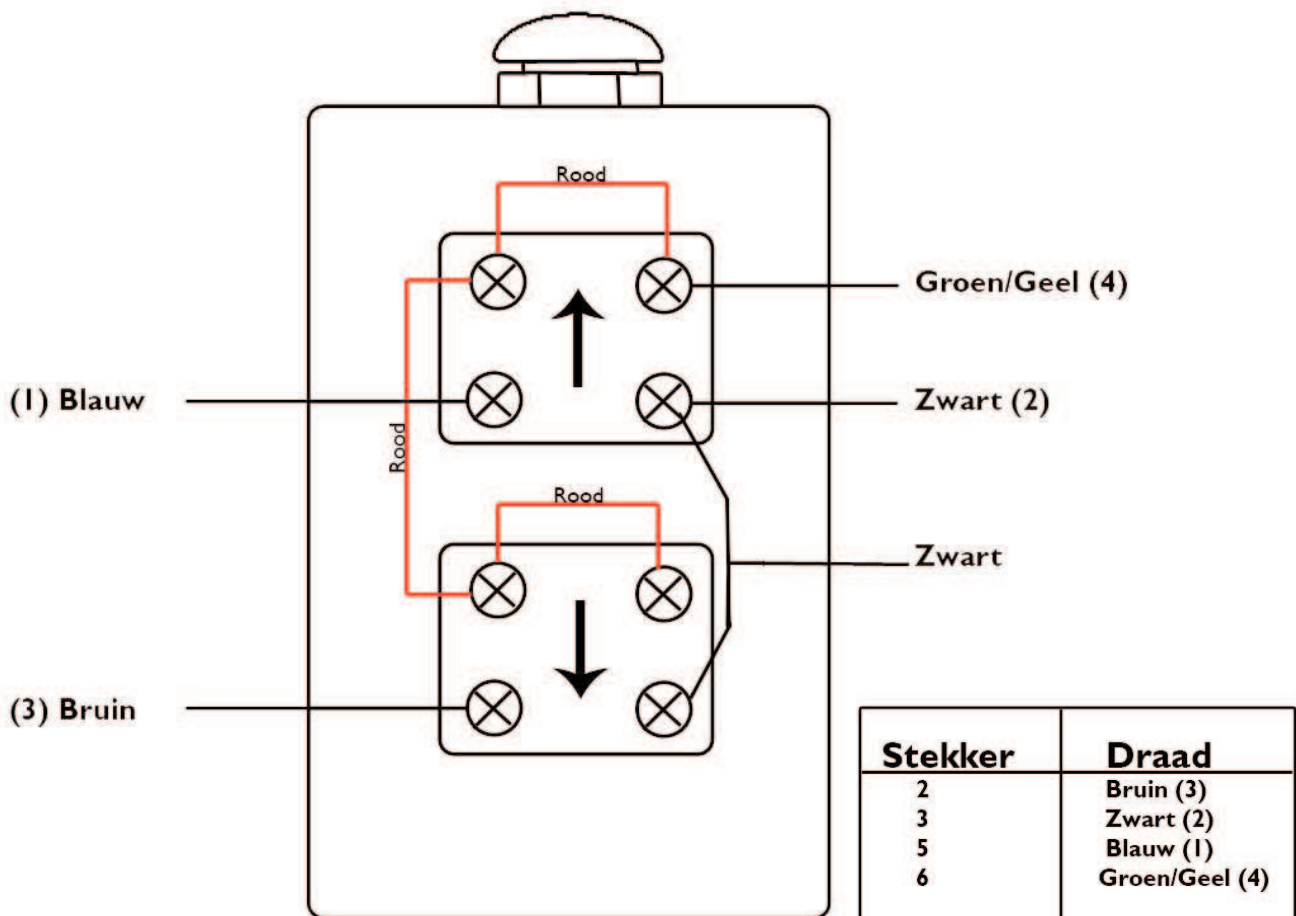 Rood
Groen/Geel (4)
(1) Blauw
Zwart (2)
Rood
Rood
Zwart
(3) Bruin
Stekker Draad
2 Bruin (3)
3 Zwart (2)
5 Blauw (1)
6 Groen/Geel (4)